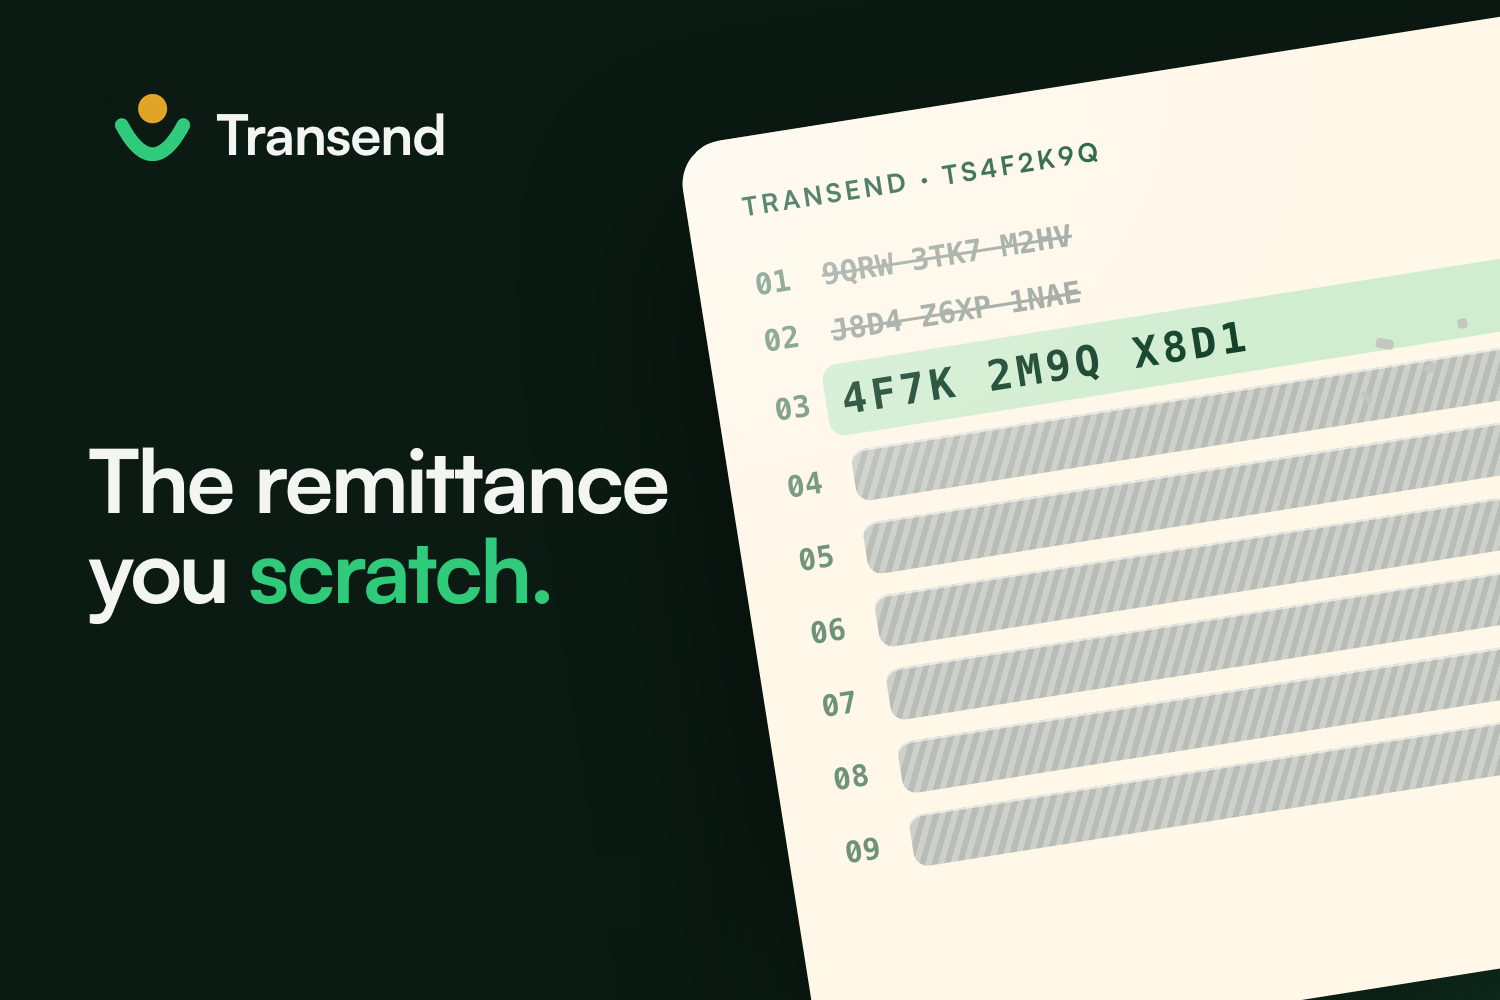 Transend
The remittance
you scratch.
TRANSEND · TS4F2K9Q
01 9QRW 3TK7 M2HV
02 J8D4 Z6XP 1NAE
03 4F7K 2M9Q X8D1
04
05
06
07
08
09